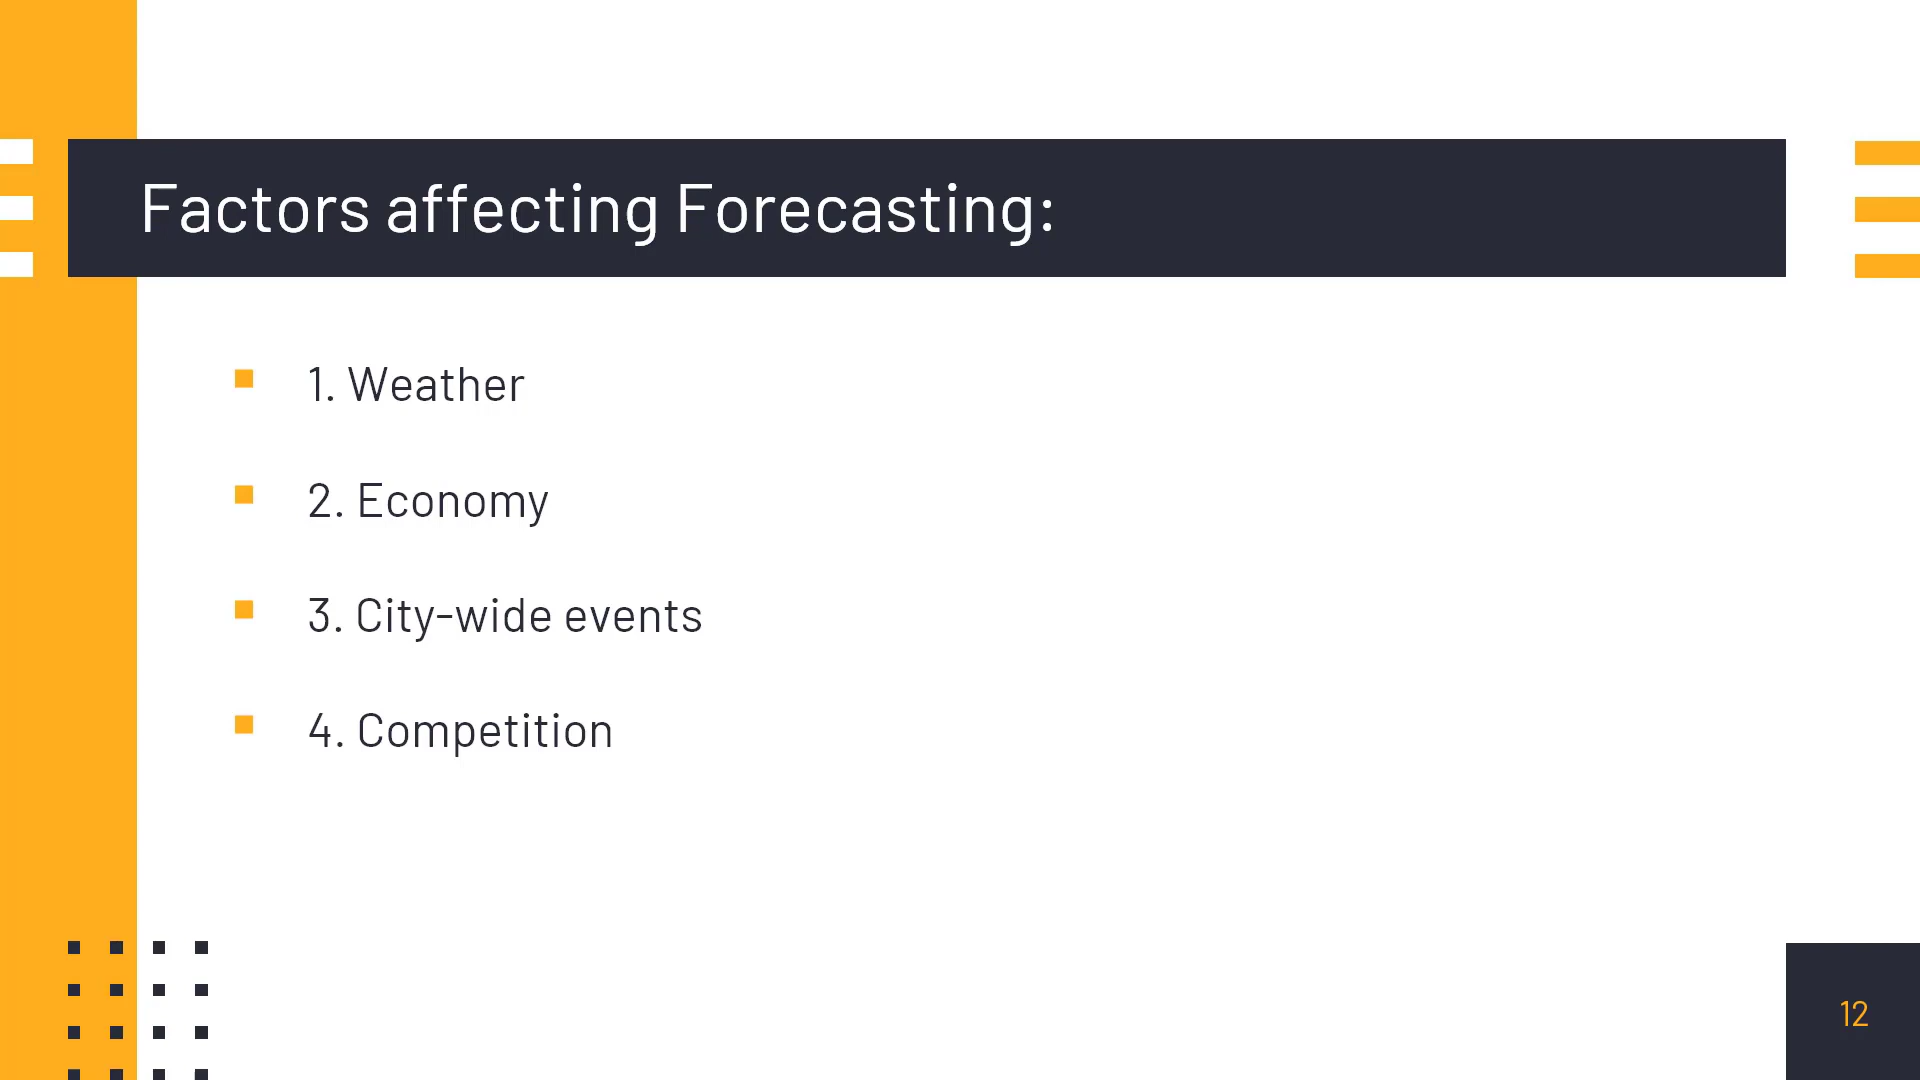 Factors affecting Forecasting:
1. Weather
2. Economy
3. City-wide events
4. Competition
12